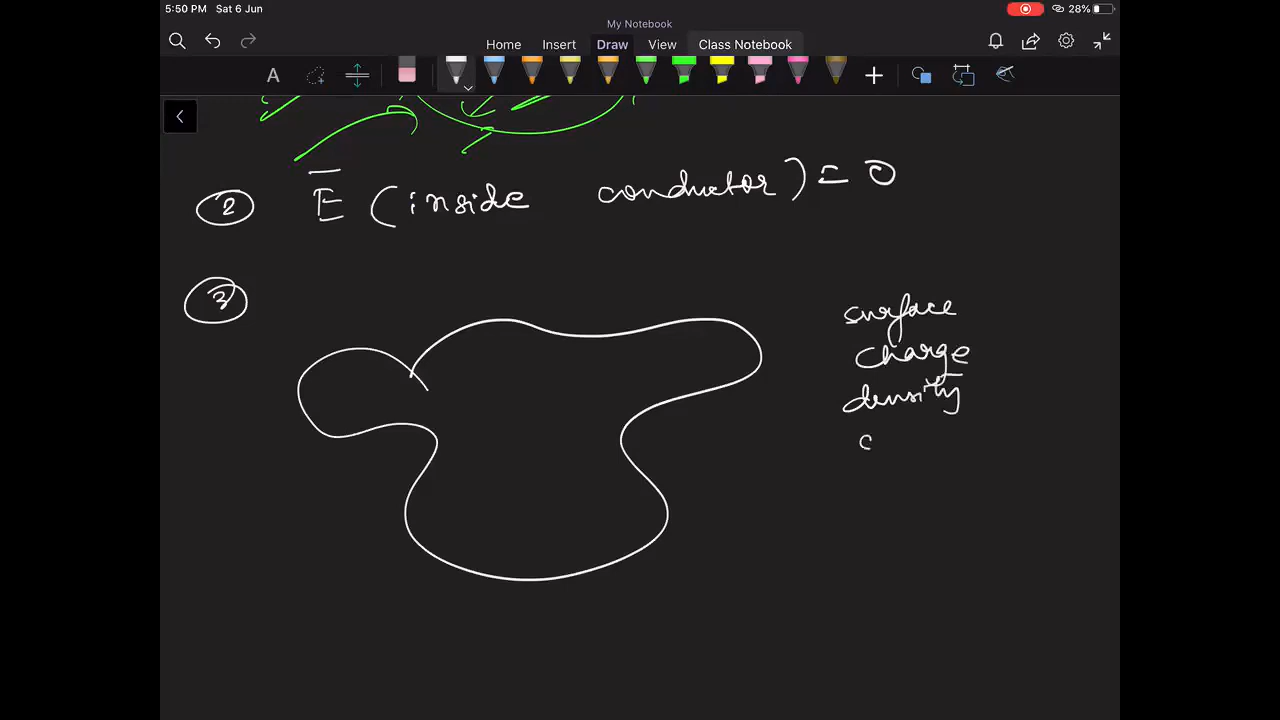 5:50 PM Sat 6 Jun
28%
My Notebook
Home Insert Draw View Class Notebook
A
2 E (inside conductor) = 0
3
surface
charge
density